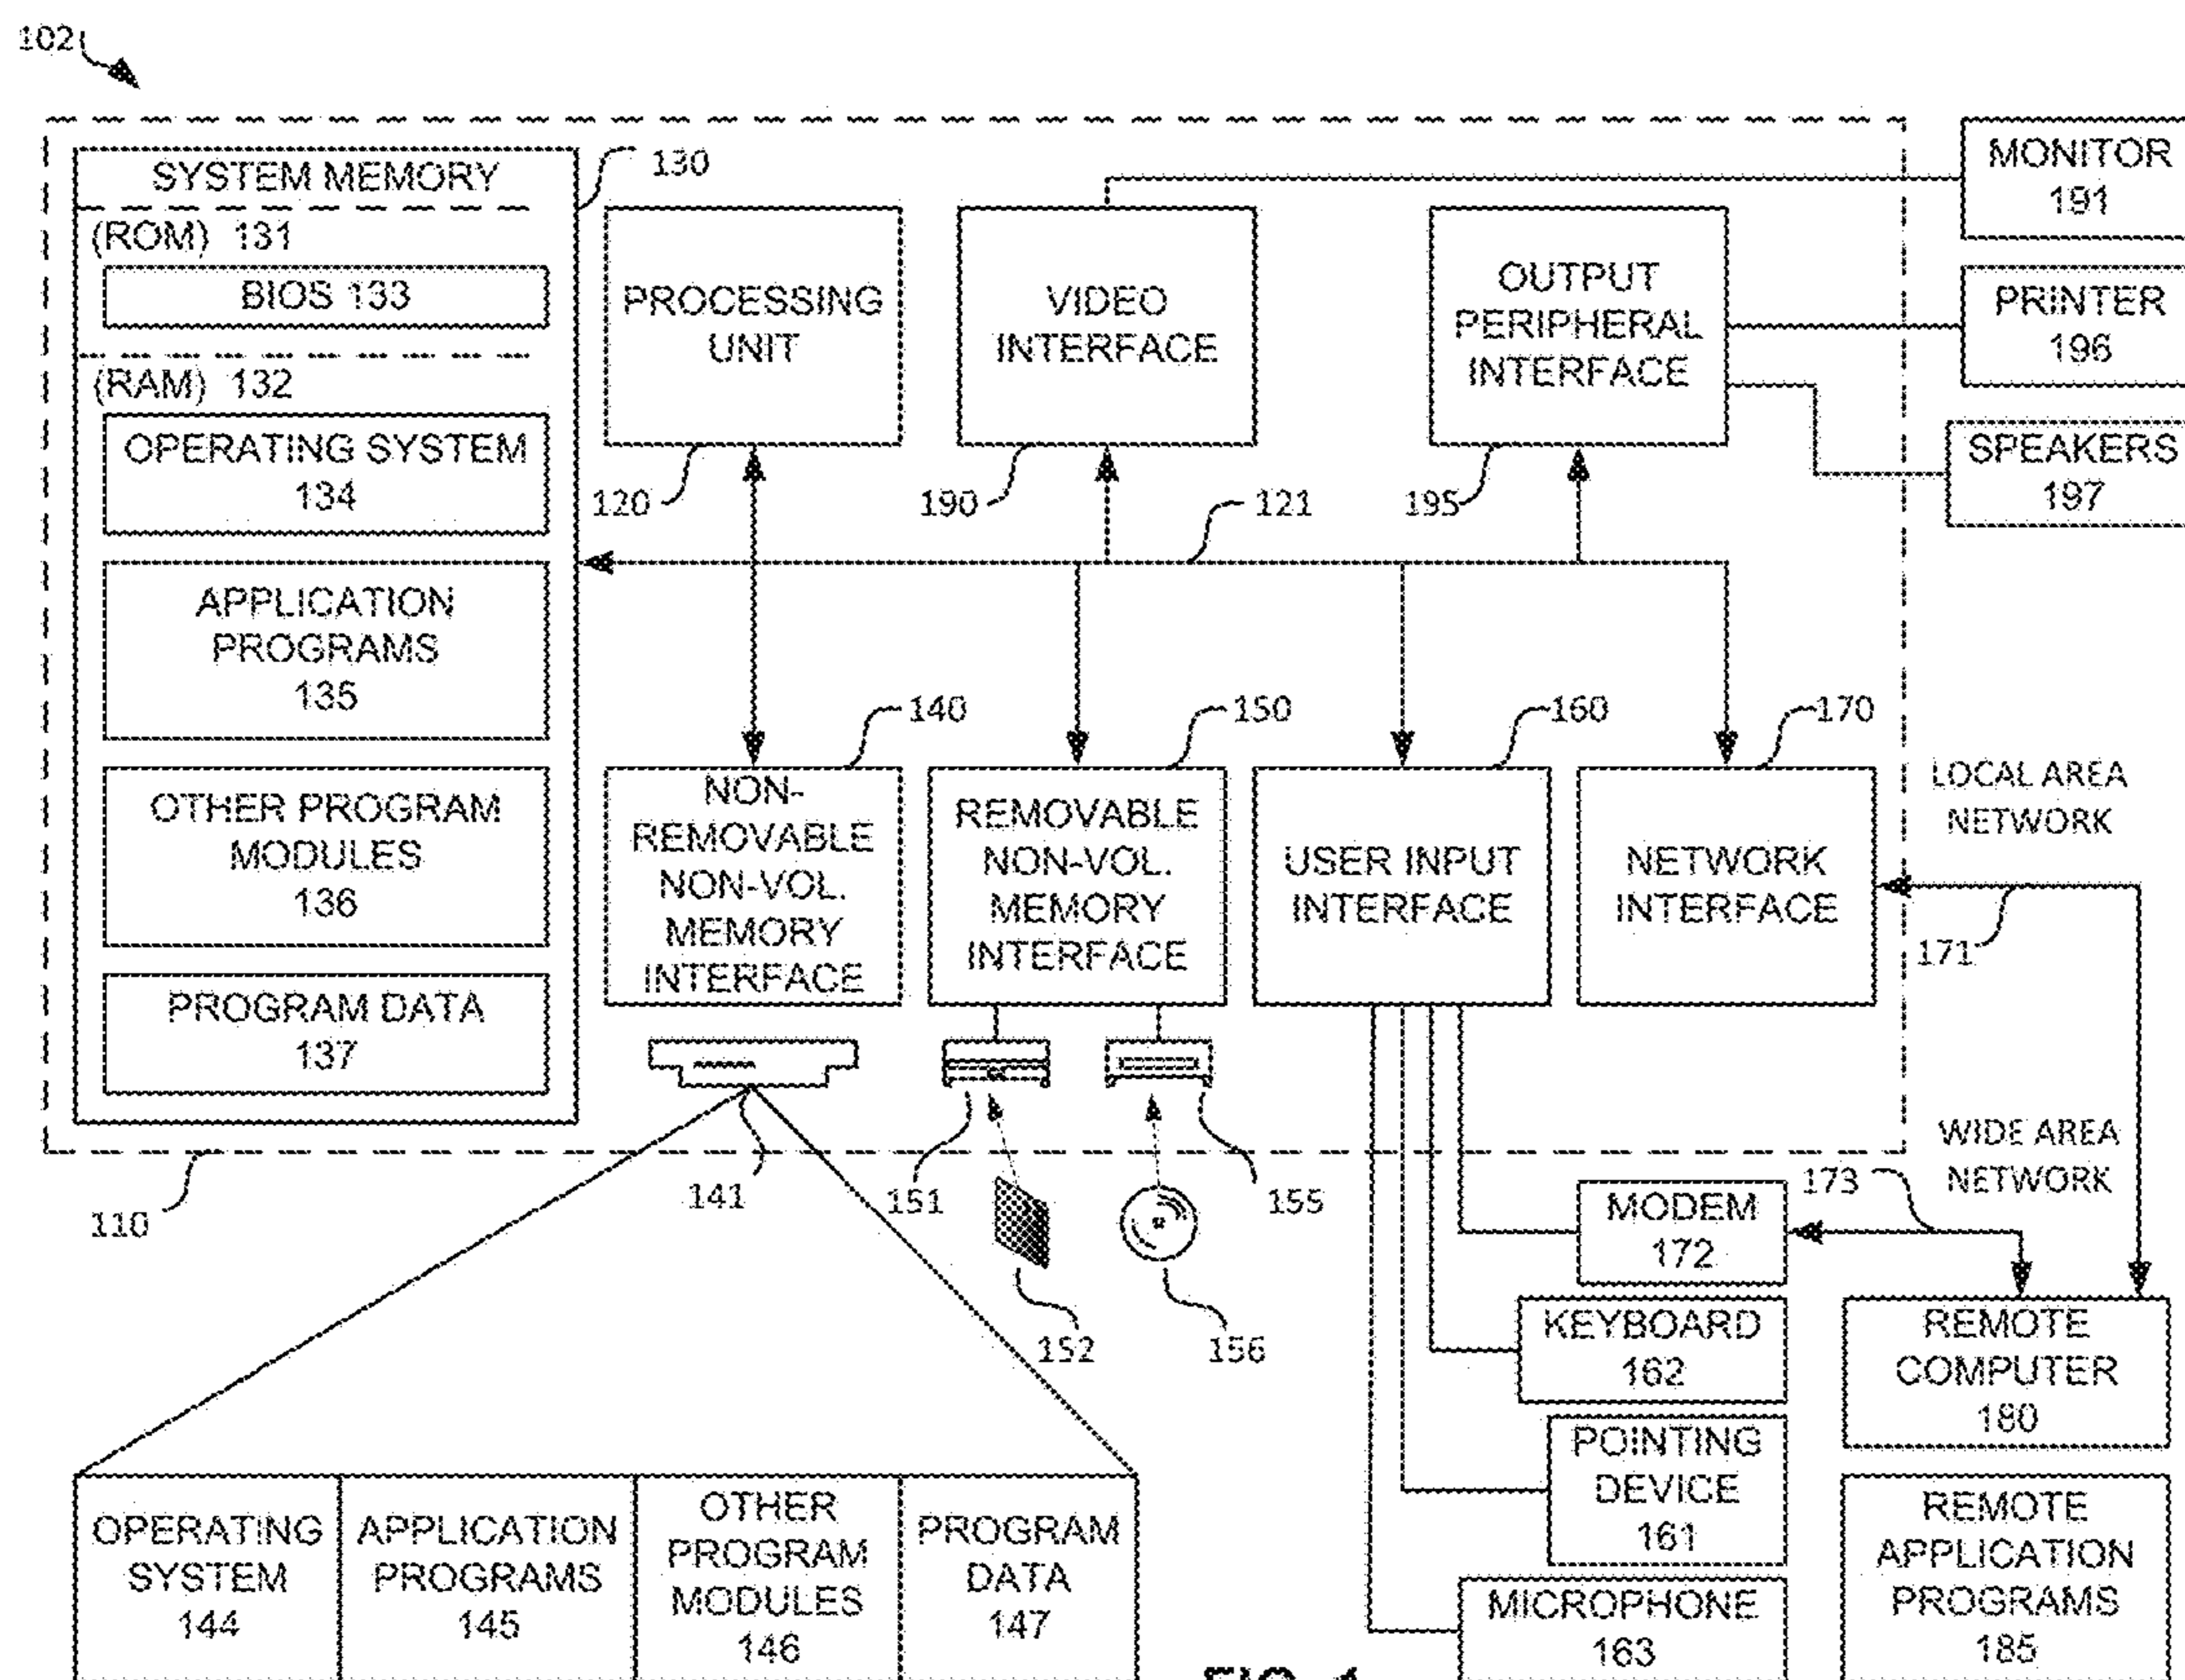 102
SYSTEM MEMORY
130
(ROM) 131
BIOS 133
(RAM) 132
OPERATING SYSTEM
134
APPLICATION
PROGRAMS
135
OTHER PROGRAM
MODULES
136
PROGRAM DATA
137
PROCESSING
UNIT
120
VIDEO
INTERFACE
190
121
OUTPUT
PERIPHERAL
INTERFACE
195
MONITOR
191
PRINTER
196
SPEAKERS
197
140
NON-
REMOVABLE
NON-VOL.
MEMORY
INTERFACE
150
REMOVABLE
NON-VOL.
MEMORY
INTERFACE
160
USER INPUT
INTERFACE
170
NETWORK
INTERFACE
LOCAL AREA
NETWORK
171
WIDE AREA
NETWORK
173
110
141
151
155
152
156
MODEM
172
KEYBOARD
162
POINTING
DEVICE
161
MICROPHONE
163
REMOTE
COMPUTER
180
REMOTE
APPLICATION
PROGRAMS
185
OPERATING
SYSTEM
144
APPLICATION
PROGRAMS
145
OTHER
PROGRAM
MODULES
146
PROGRAM
DATA
147